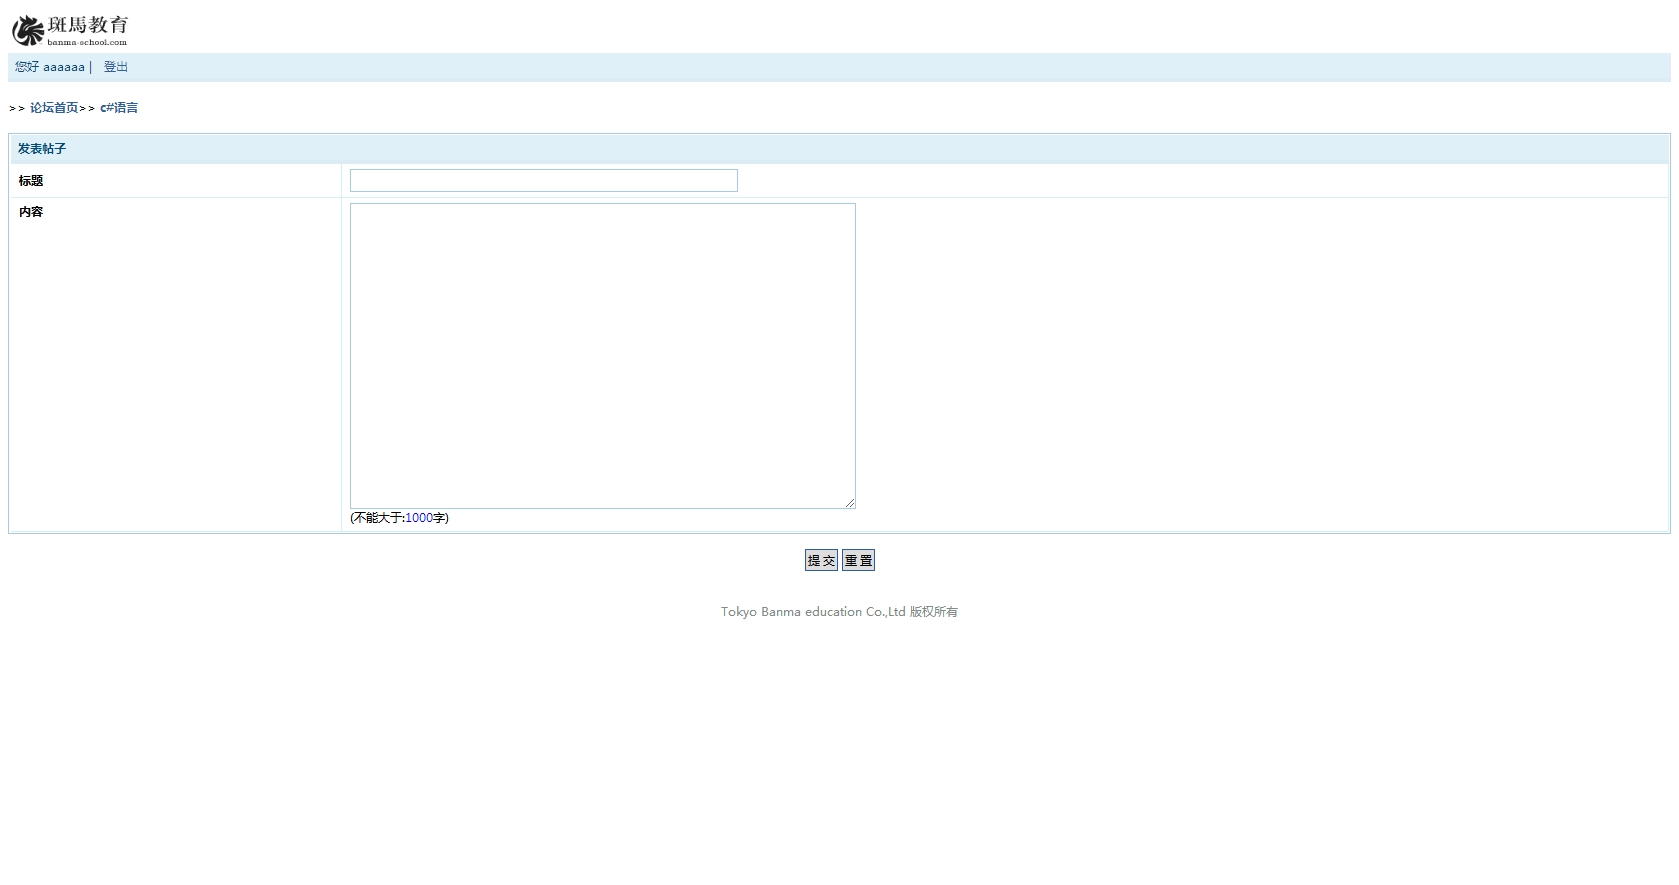 斑馬教育
banma-school.com
您好 aaaaaa | 登出
>> 论坛首页>> c#语言
发表帖子
标题
内容
(不能大于:1000字)
提交 重置
Tokyo Banma education Co.,Ltd 版权所有